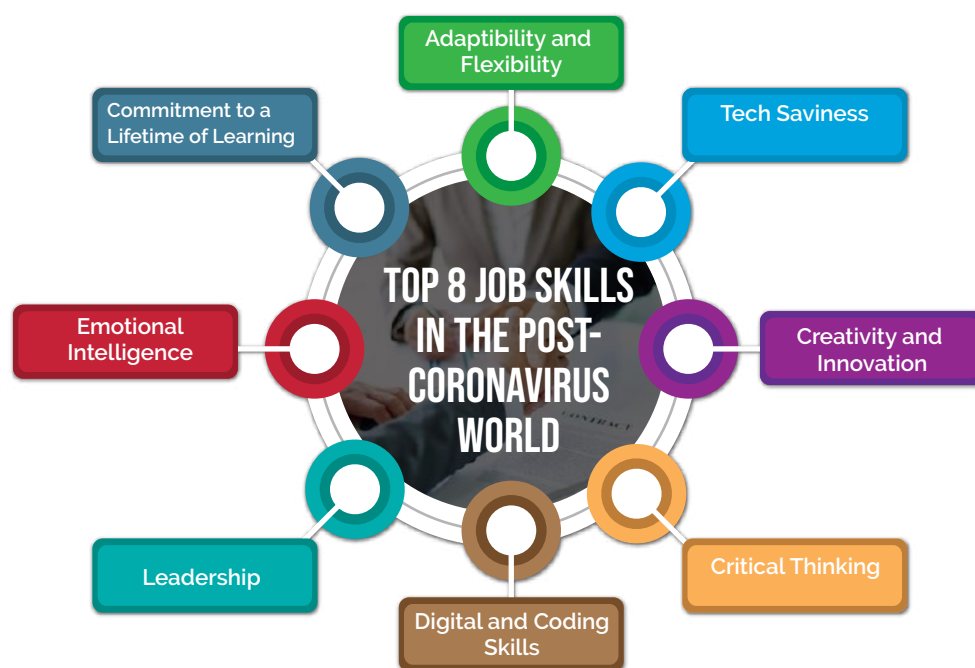 Adaptibility and
Flexibility
Tech Saviness
Creativity and
Innovation
Critical Thinking
Digital and Coding
Skills
Leadership
Emotional
Intelligence
Commitment to a
Lifetime of Learning
TOP 8 JOB SKILLS
IN THE POST-
CORONAVIRUS
WORLD
CONTRACT